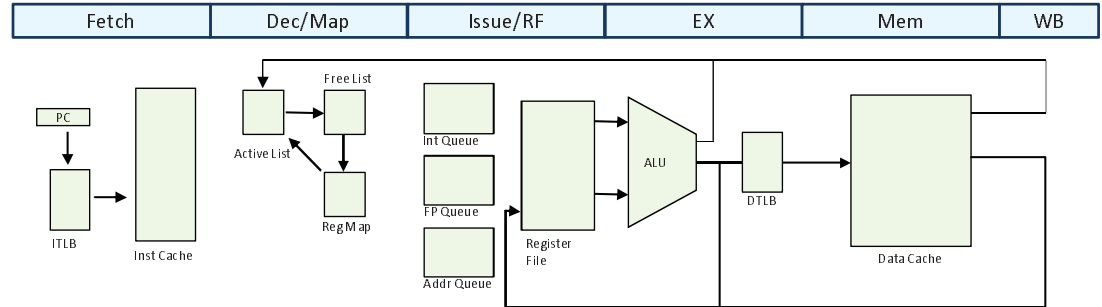 Fetch
Dec/Map
Issue/RF
EX
Mem
WB
Free List
PC
Active List
Int Queue
ALU
FP Queue
DTLB
Reg Map
ITLB
Inst Cache
Register
File
Data Cache
Addr Queue